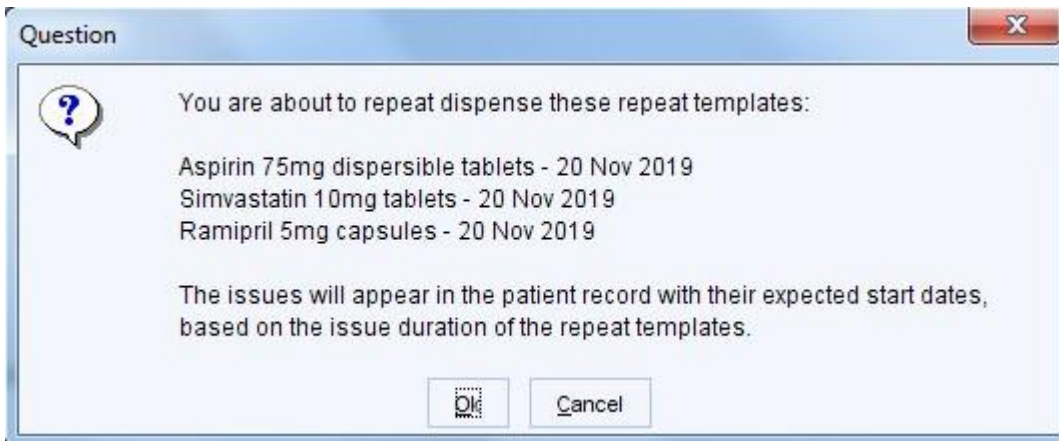 Question
You are about to repeat dispense these repeat templates:
Aspirin 75mg dispersible tablets - 20 Nov 2019
Simvastatin 10mg tablets - 20 Nov 2019
Ramipril 5mg capsules - 20 Nov 2019
The issues will appear in the patient record with their expected start dates,
based on the issue duration of the repeat templates.
Ok Cancel